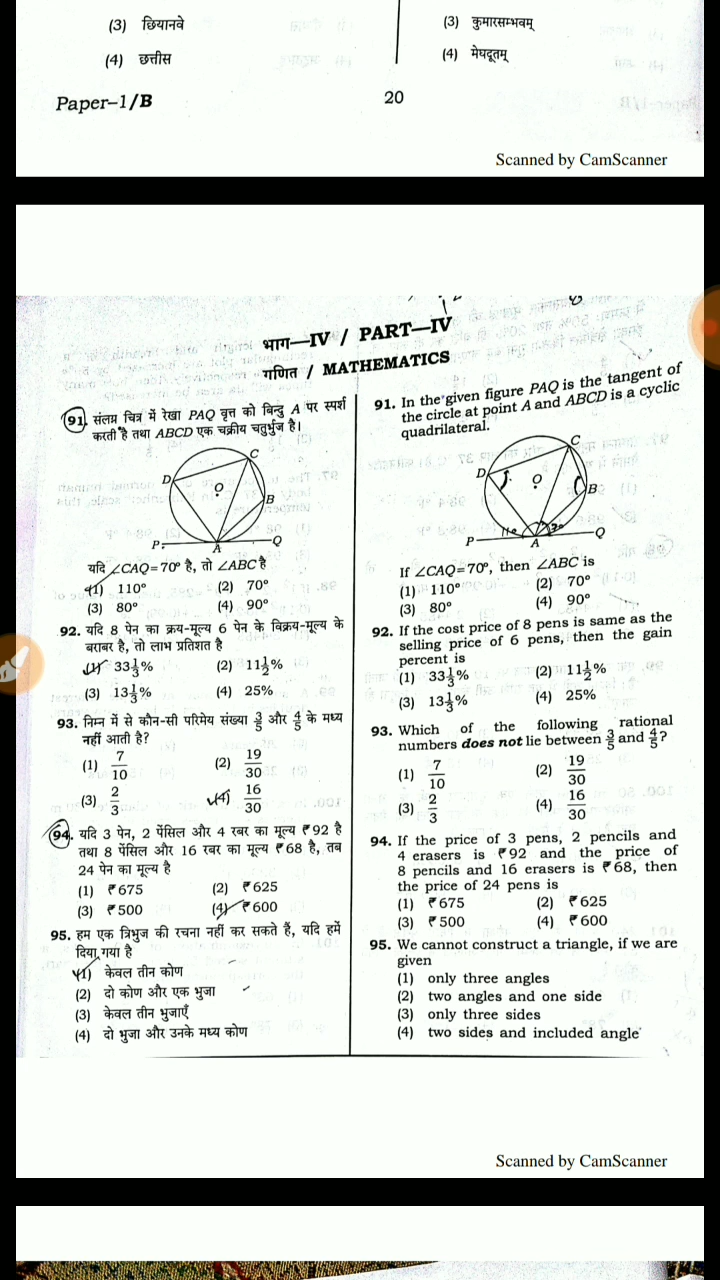 (3) छियानवे
(4) छत्तीस
(3) कुमारसम्भवम्
(4) मेघदूतम्
Paper–1/B
20
Scanned by CamScanner
भाग—IV / PART—IV
गणित / MATHEMATICS
91. संलग्न चित्र में रेखा PAQ वृत्त को बिन्दु A पर स्पर्श
करती है तथा ABCD एक चक्रीय चतुर्भुज है।
D
C
O
B
P
A
Q
यदि ∠CAQ=70° है, तो ∠ABC है
(1) 110°
(2) 70°
(3) 80°
(4) 90°
92. यदि 8 पेन का क्रय-मूल्य 6 पेन के विक्रय-मूल्य के
बराबर है, तो लाभ प्रतिशत है
(1) 33⅓%
(2) 11½%
(3) 13⅓%
(4) 25%
93. निम्न में से कौन-सी परिमेय संख्या 3/5 और 4/5 के मध्य
नहीं आती है?
(1) 7/10
(2) 19/30
(3) 2/3
(4) 16/30
94. यदि 3 पेन, 2 पेंसिल और 4 रबर का मूल्य ₹92 है
तथा 8 पेंसिल और 16 रबर का मूल्य ₹68 है, तब
24 पेन का मूल्य है
(1) ₹675
(2) ₹625
(3) ₹500
(4) ₹600
95. हम एक त्रिभुज की रचना नहीं कर सकते हैं, यदि हमें
दिया गया है
(1) केवल तीन कोण
(2) दो कोण और एक भुजा
(3) केवल तीन भुजाएँ
(4) दो भुजा और उनके मध्य कोण
91. In the given figure PAQ is the tangent of
the circle at point A and ABCD is a cyclic
quadrilateral.
D
C
O
B
P
A
Q
If ∠CAQ=70°, then ∠ABC is
(1) 110°
(2) 70°
(3) 80°
(4) 90°
92. If the cost price of 8 pens is same as the
selling price of 6 pens, then the gain
percent is
(1) 33⅓%
(2) 11½%
(3) 13⅓%
(4) 25%
93. Which of the following rational
numbers does not lie between 3/5 and 4/5?
(1) 7/10
(2) 19/30
(3) 2/3
(4) 16/30
94. If the price of 3 pens, 2 pencils and
4 erasers is ₹92 and the price of
8 pencils and 16 erasers is ₹68, then
the price of 24 pens is
(1) ₹675
(2) ₹625
(3) ₹500
(4) ₹600
95. We cannot construct a triangle, if we are
given
(1) only three angles
(2) two angles and one side
(3) only three sides
(4) two sides and included angle
Scanned by CamScanner